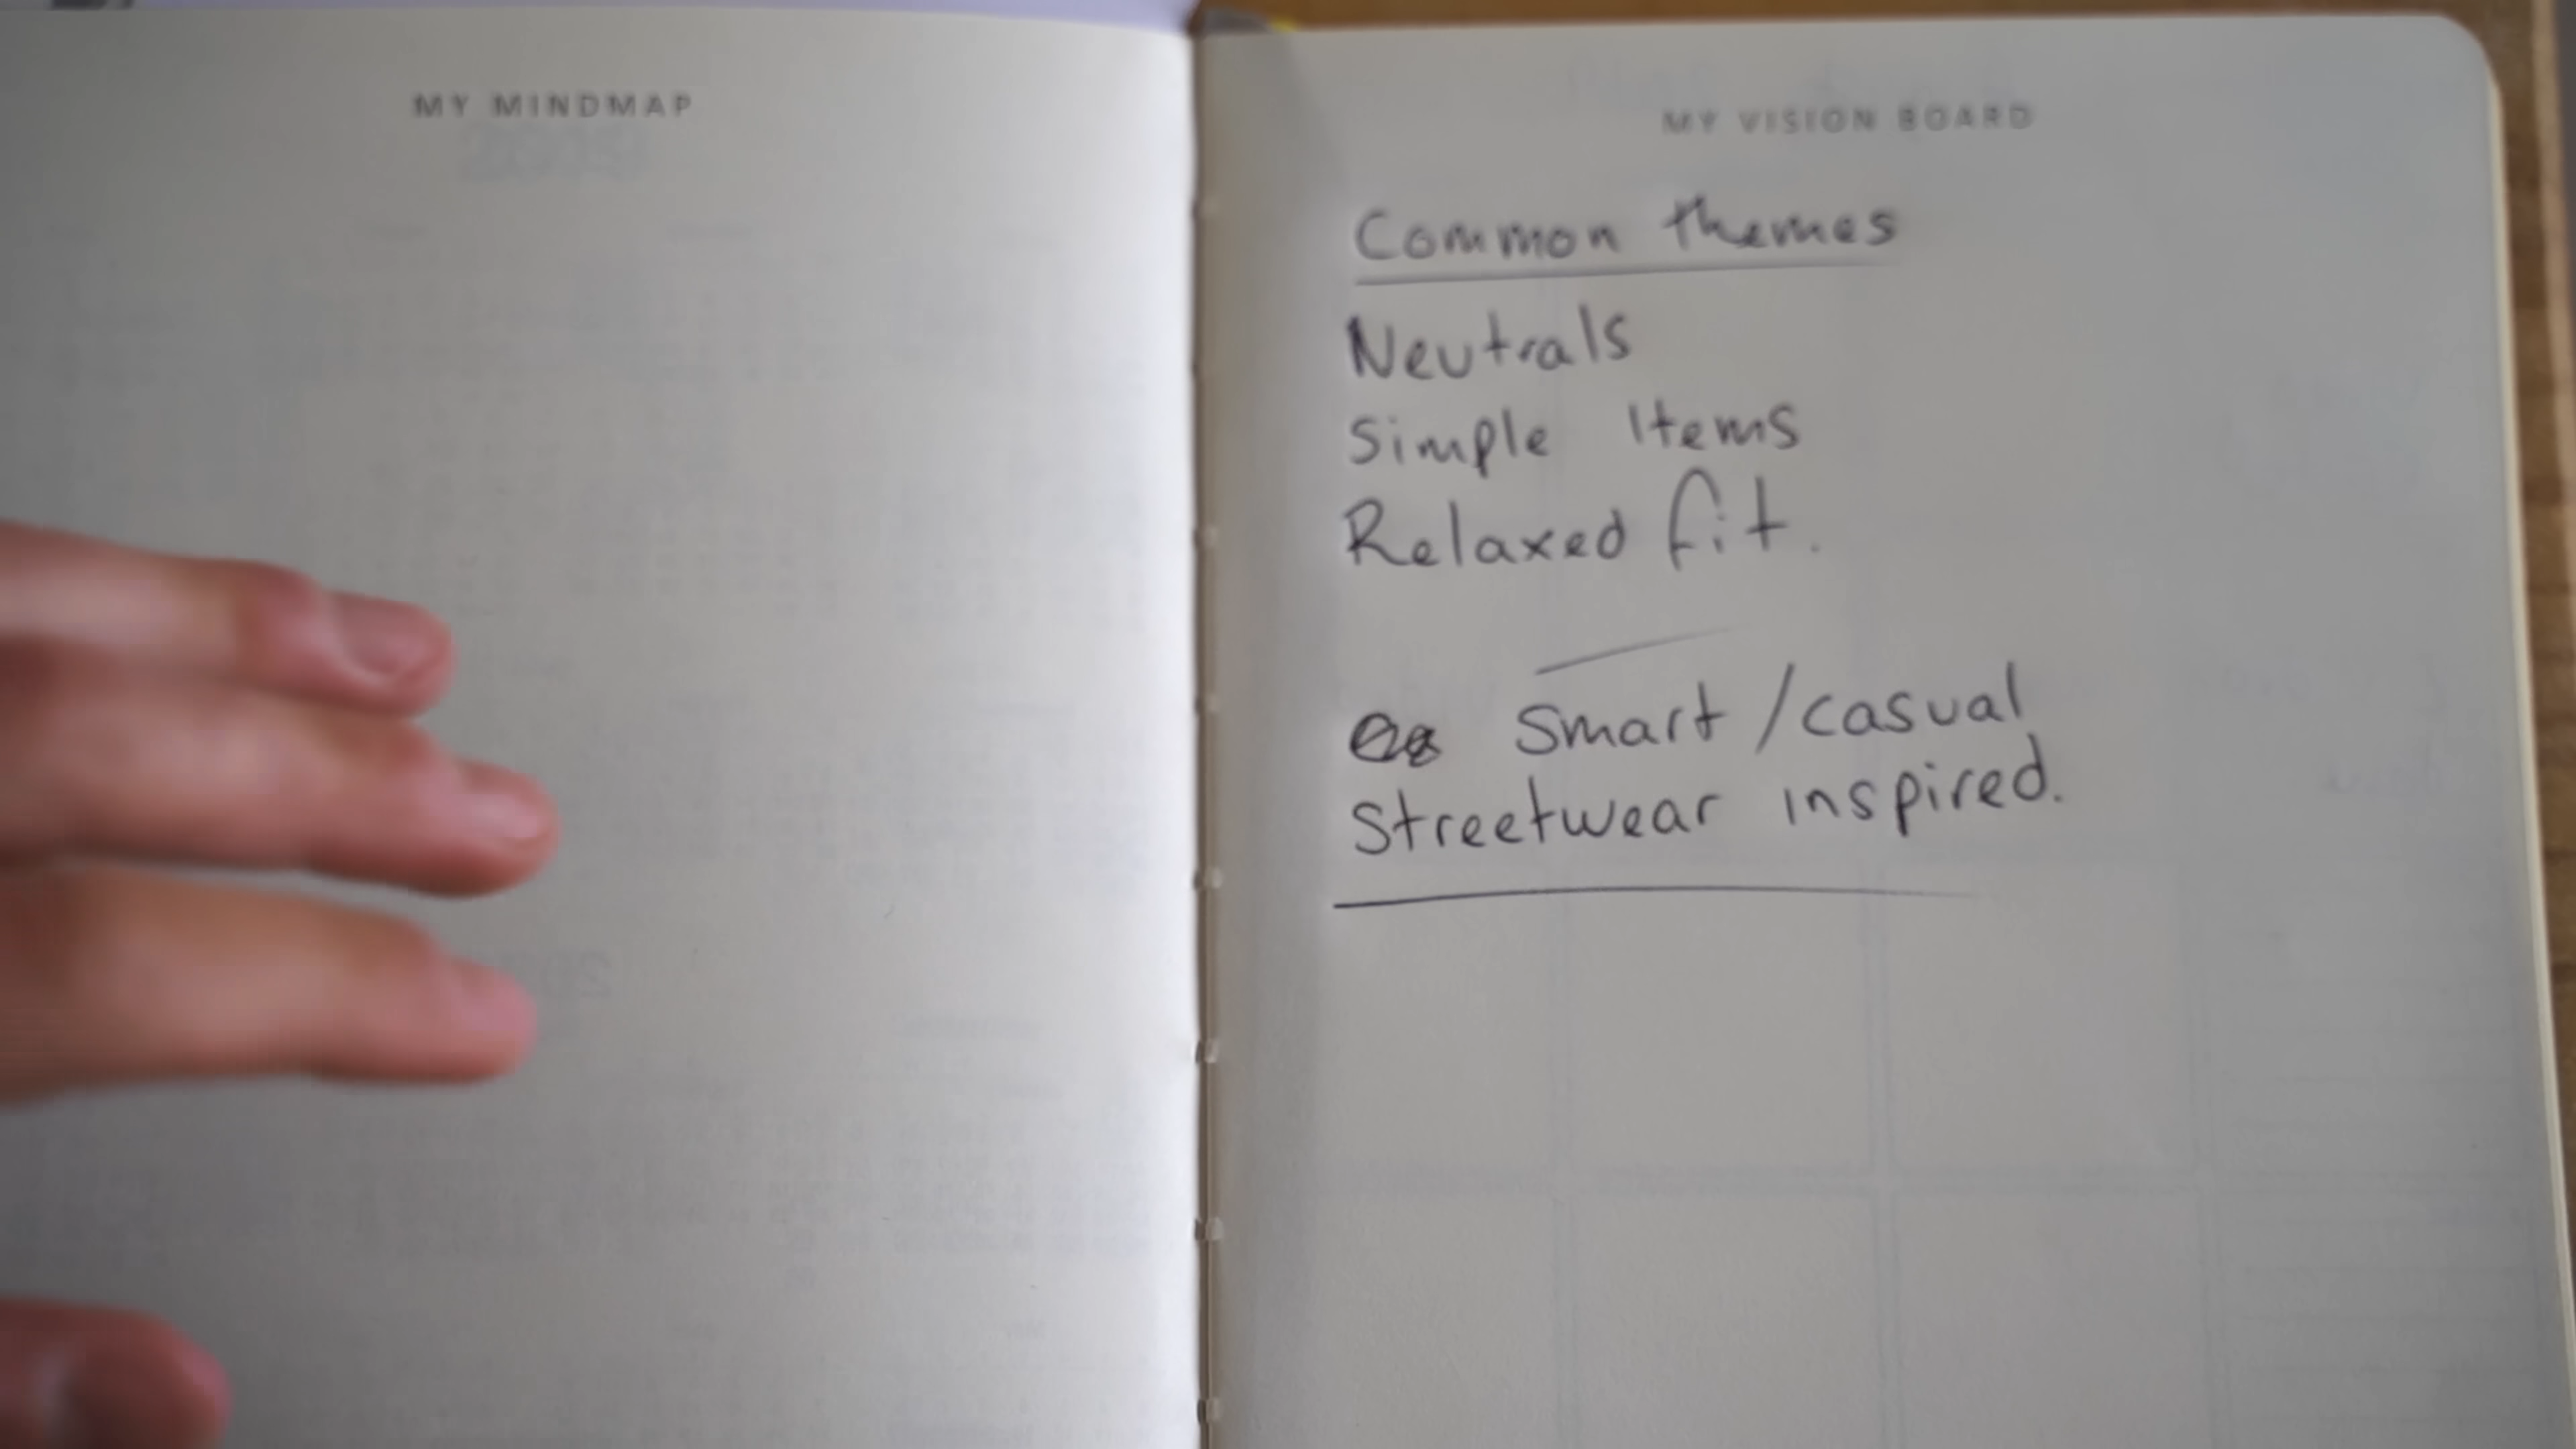 MY MINDMAP
MY VISION BOARD
Common themes
Neutrals
Simple Items
Relaxed fit.
Smart/casual
Streetwear inspired.